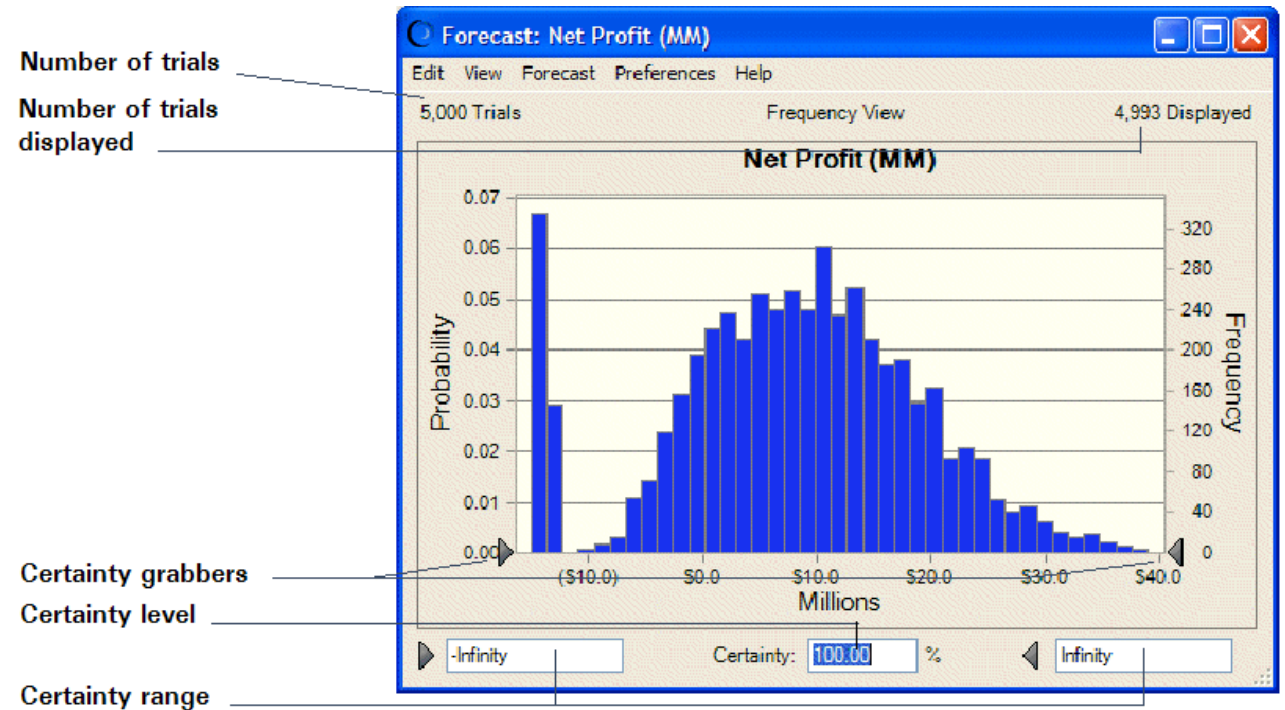 Forecast: Net Profit (MM)
Number of trials
Edit View Forecast Preferences Help
Number of trials
displayed
5,000 Trials Frequency View 4,993 Displayed
Net Profit (MM)
0.07
0.06
0.05
0.04
0.03
0.02
0.01
0.00
Probability
320
280
240
200
160
120
80
40
0
Frequency
($10.0) $0.0 $10.0 $20.0 $30.0 $40.0
Millions
Certainty grabbers
Certainty level
-Infinity Certainty: 100.00 % Infinity
Certainty range